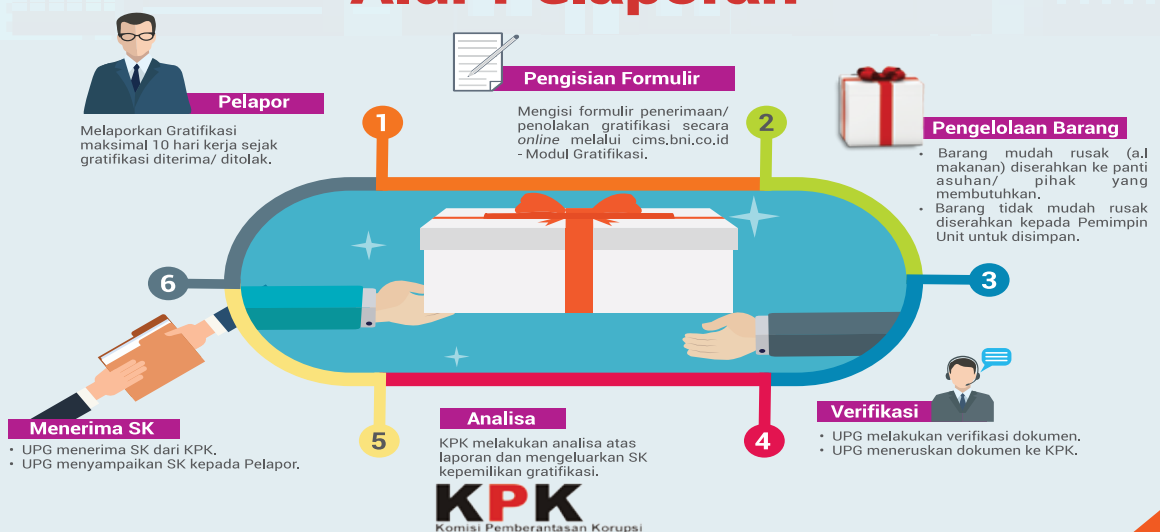 Alur Pelaporan
Pelapor
Melaporkan Gratifikasi
maksimal 10 hari kerja sejak
gratifikasi diterima/ ditolak.
1
Pengisian Formulir
Mengisi formulir penerimaan/
penolakan gratifikasi secara
online melalui cims.bni.co.id
- Modul Gratifikasi.
2
Pengelolaan Barang
• Barang mudah rusak (a.l
makanan) diserahkan ke panti
asuhan/ pihak yang
membutuhkan.
• Barang tidak mudah rusak
diserahkan kepada Pemimpin
Unit untuk disimpan.
3
Verifikasi
• UPG melakukan verifikasi dokumen.
• UPG meneruskan dokumen ke KPK.
4
Analisa
KPK melakukan analisa atas
laporan dan mengeluarkan SK
kepemilikan gratifikasi.
KPK
Komisi Pemberantasan Korupsi
5
Menerima SK
• UPG menerima SK dari KPK.
• UPG menyampaikan SK kepada Pelapor.
6